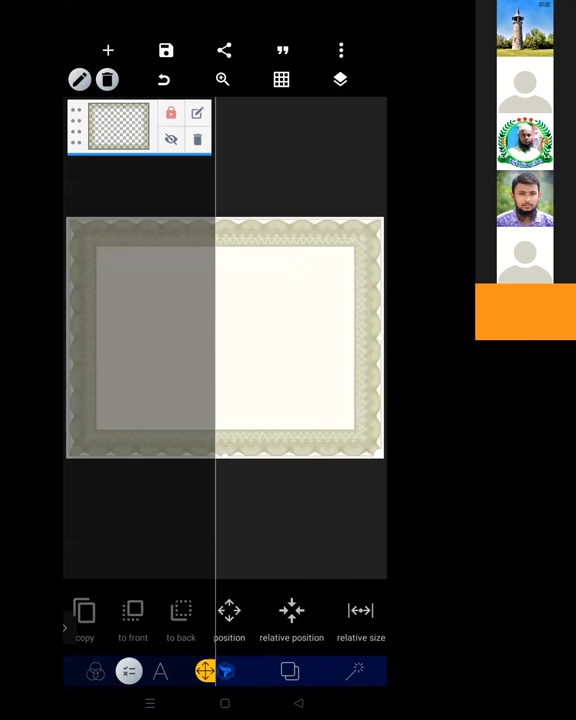 copy
to front
to back
position
relative position
relative size